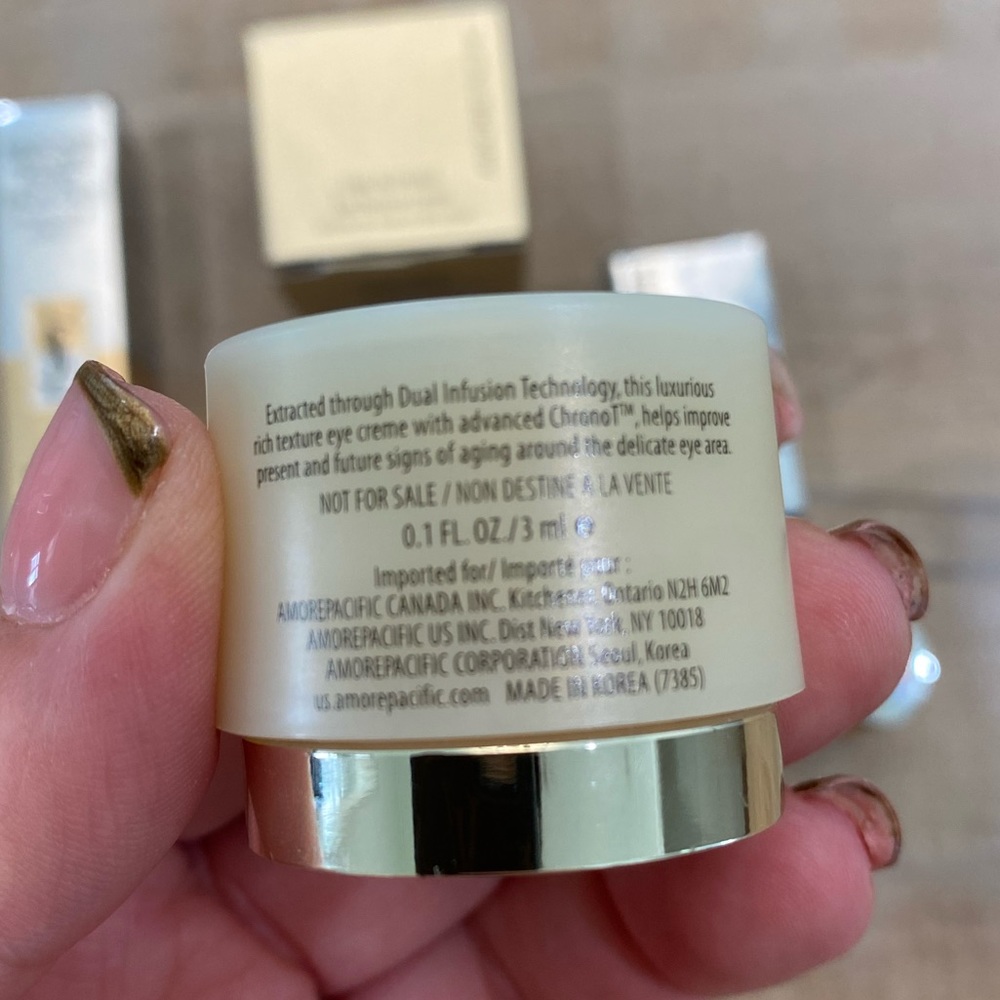 Extracted through Dual Infusion Technology, this luxurious
rich texture eye creme with advanced ChronoT™, helps improve
present and future signs of aging around the delicate eye area.
NOT FOR SALE / NON DESTINÉ À LA VENTE
0.1 FL. OZ./3 ml e
Imported for/ Importé pour :
AMOREPACIFIC CANADA INC. Kitchener, Ontario N2H 6M2
AMOREPACIFIC US INC. Dist New York, NY 10018
AMOREPACIFIC CORPORATION Seoul, Korea
us.amorepacific.com MADE IN KOREA (7385)